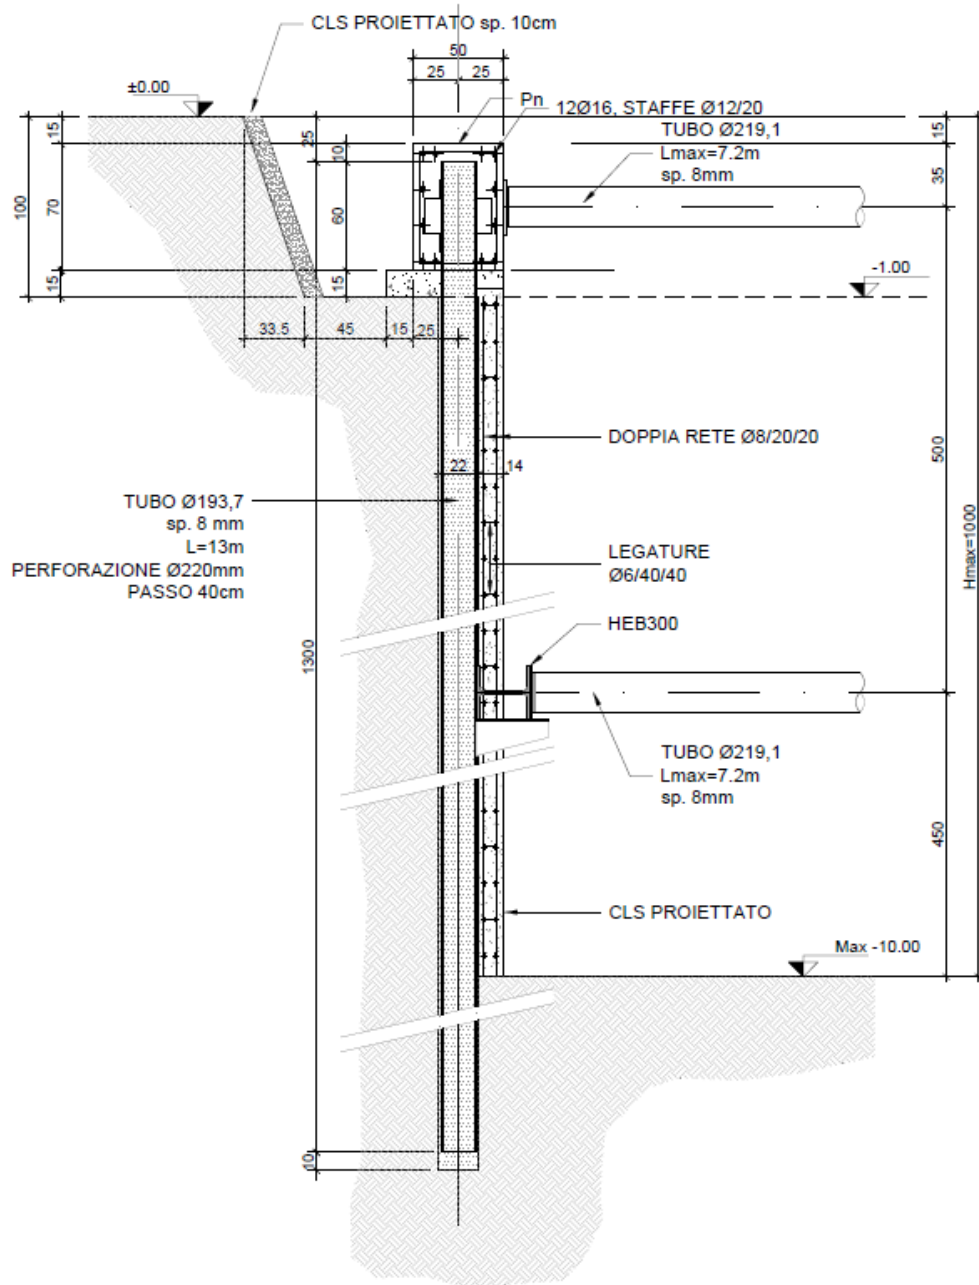 CLS PROIETTATO sp. 10cm
50
25
25
±0.00
Pn
12Ø16, STAFFE Ø12/20
TUBO Ø219,1
Lmax=7.2m
sp. 8mm
15
25
10
15
35
100
70
60
-1.00
15
15
33.5
45
15
25
DOPPIA RETE Ø8/20/20
500
22
14
TUBO Ø193,7
sp. 8 mm
L=13m
PERFORAZIONE Ø220mm
PASSO 40cm
LEGATURE
Ø6/40/40
Hmax=1000
HEB300
1300
TUBO Ø219,1
Lmax=7.2m
sp. 8mm
450
CLS PROIETTATO
Max -10.00
10